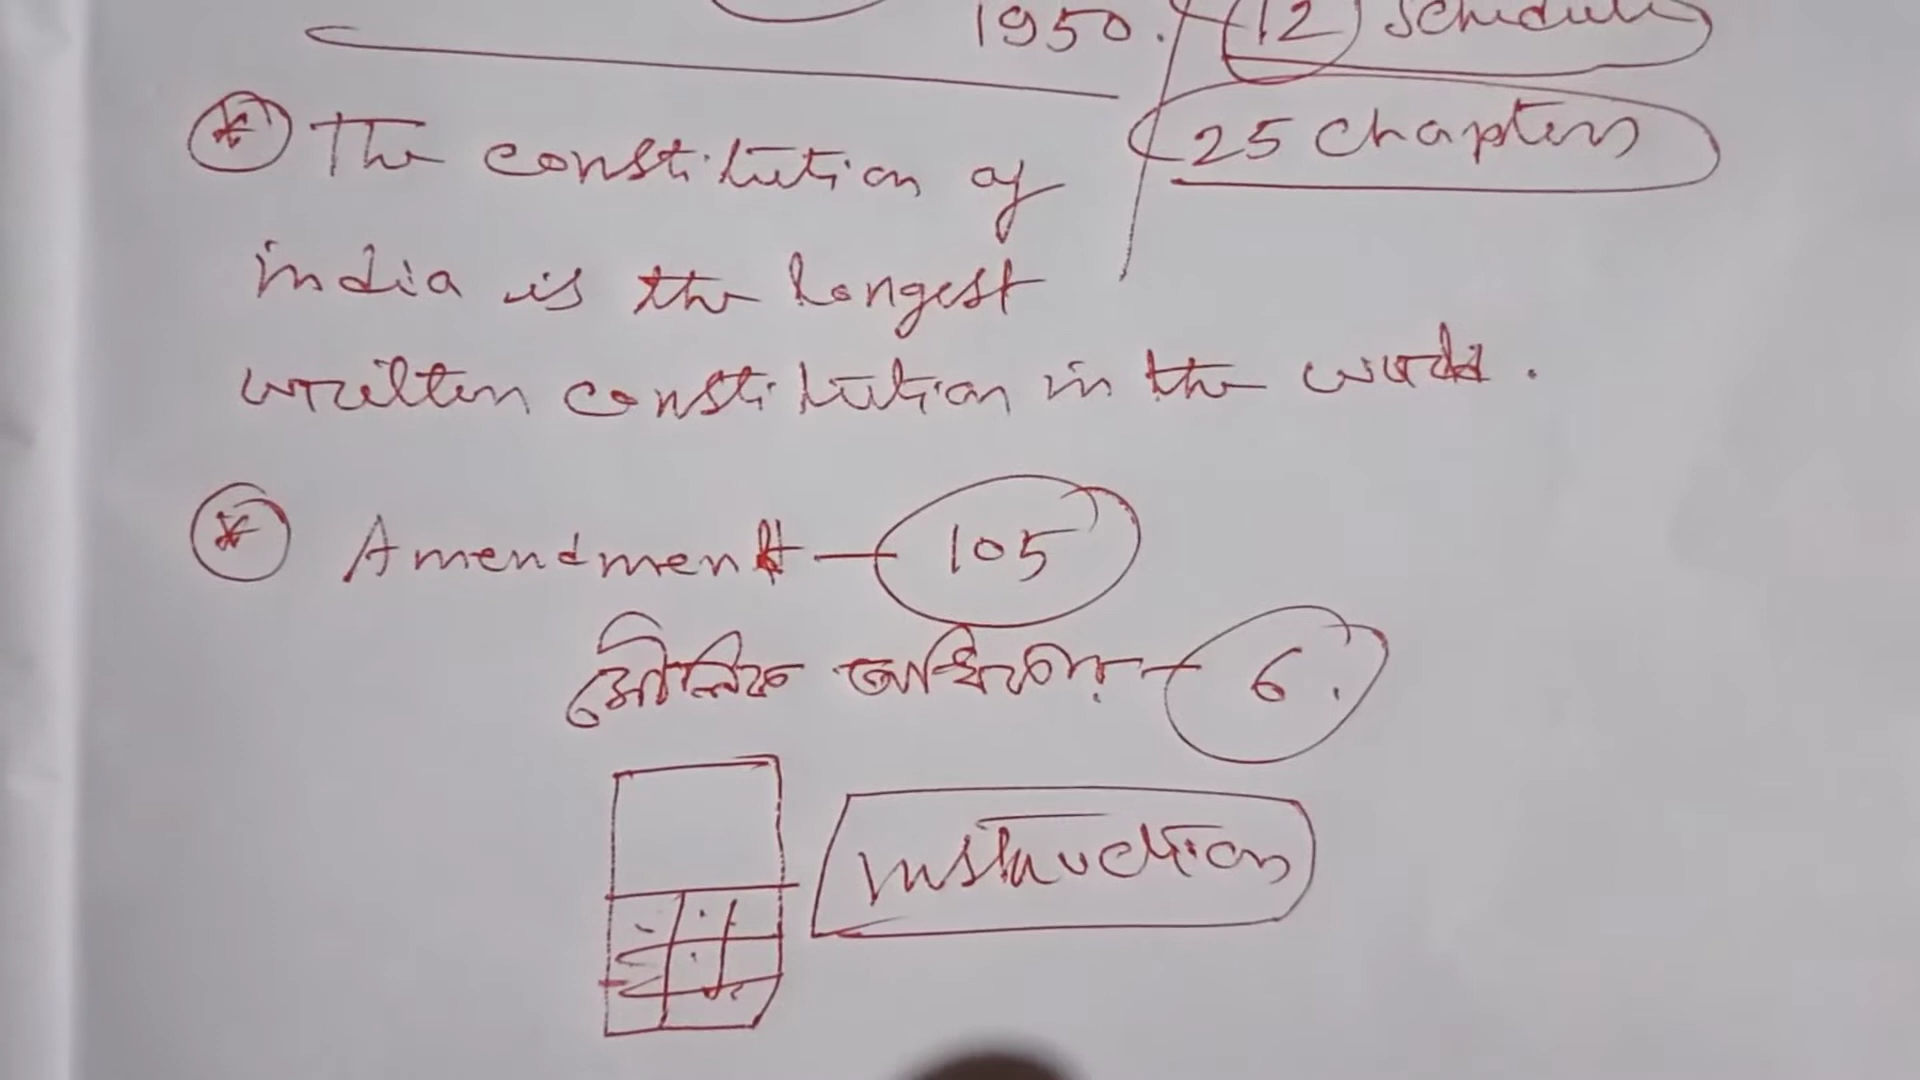 1950. 12 Schedule
25 Chapters
* The constitution of
india is the longest
written constitution in the world.
* Amendment - 105
মৌলিক অধিকার - 6.
instruction